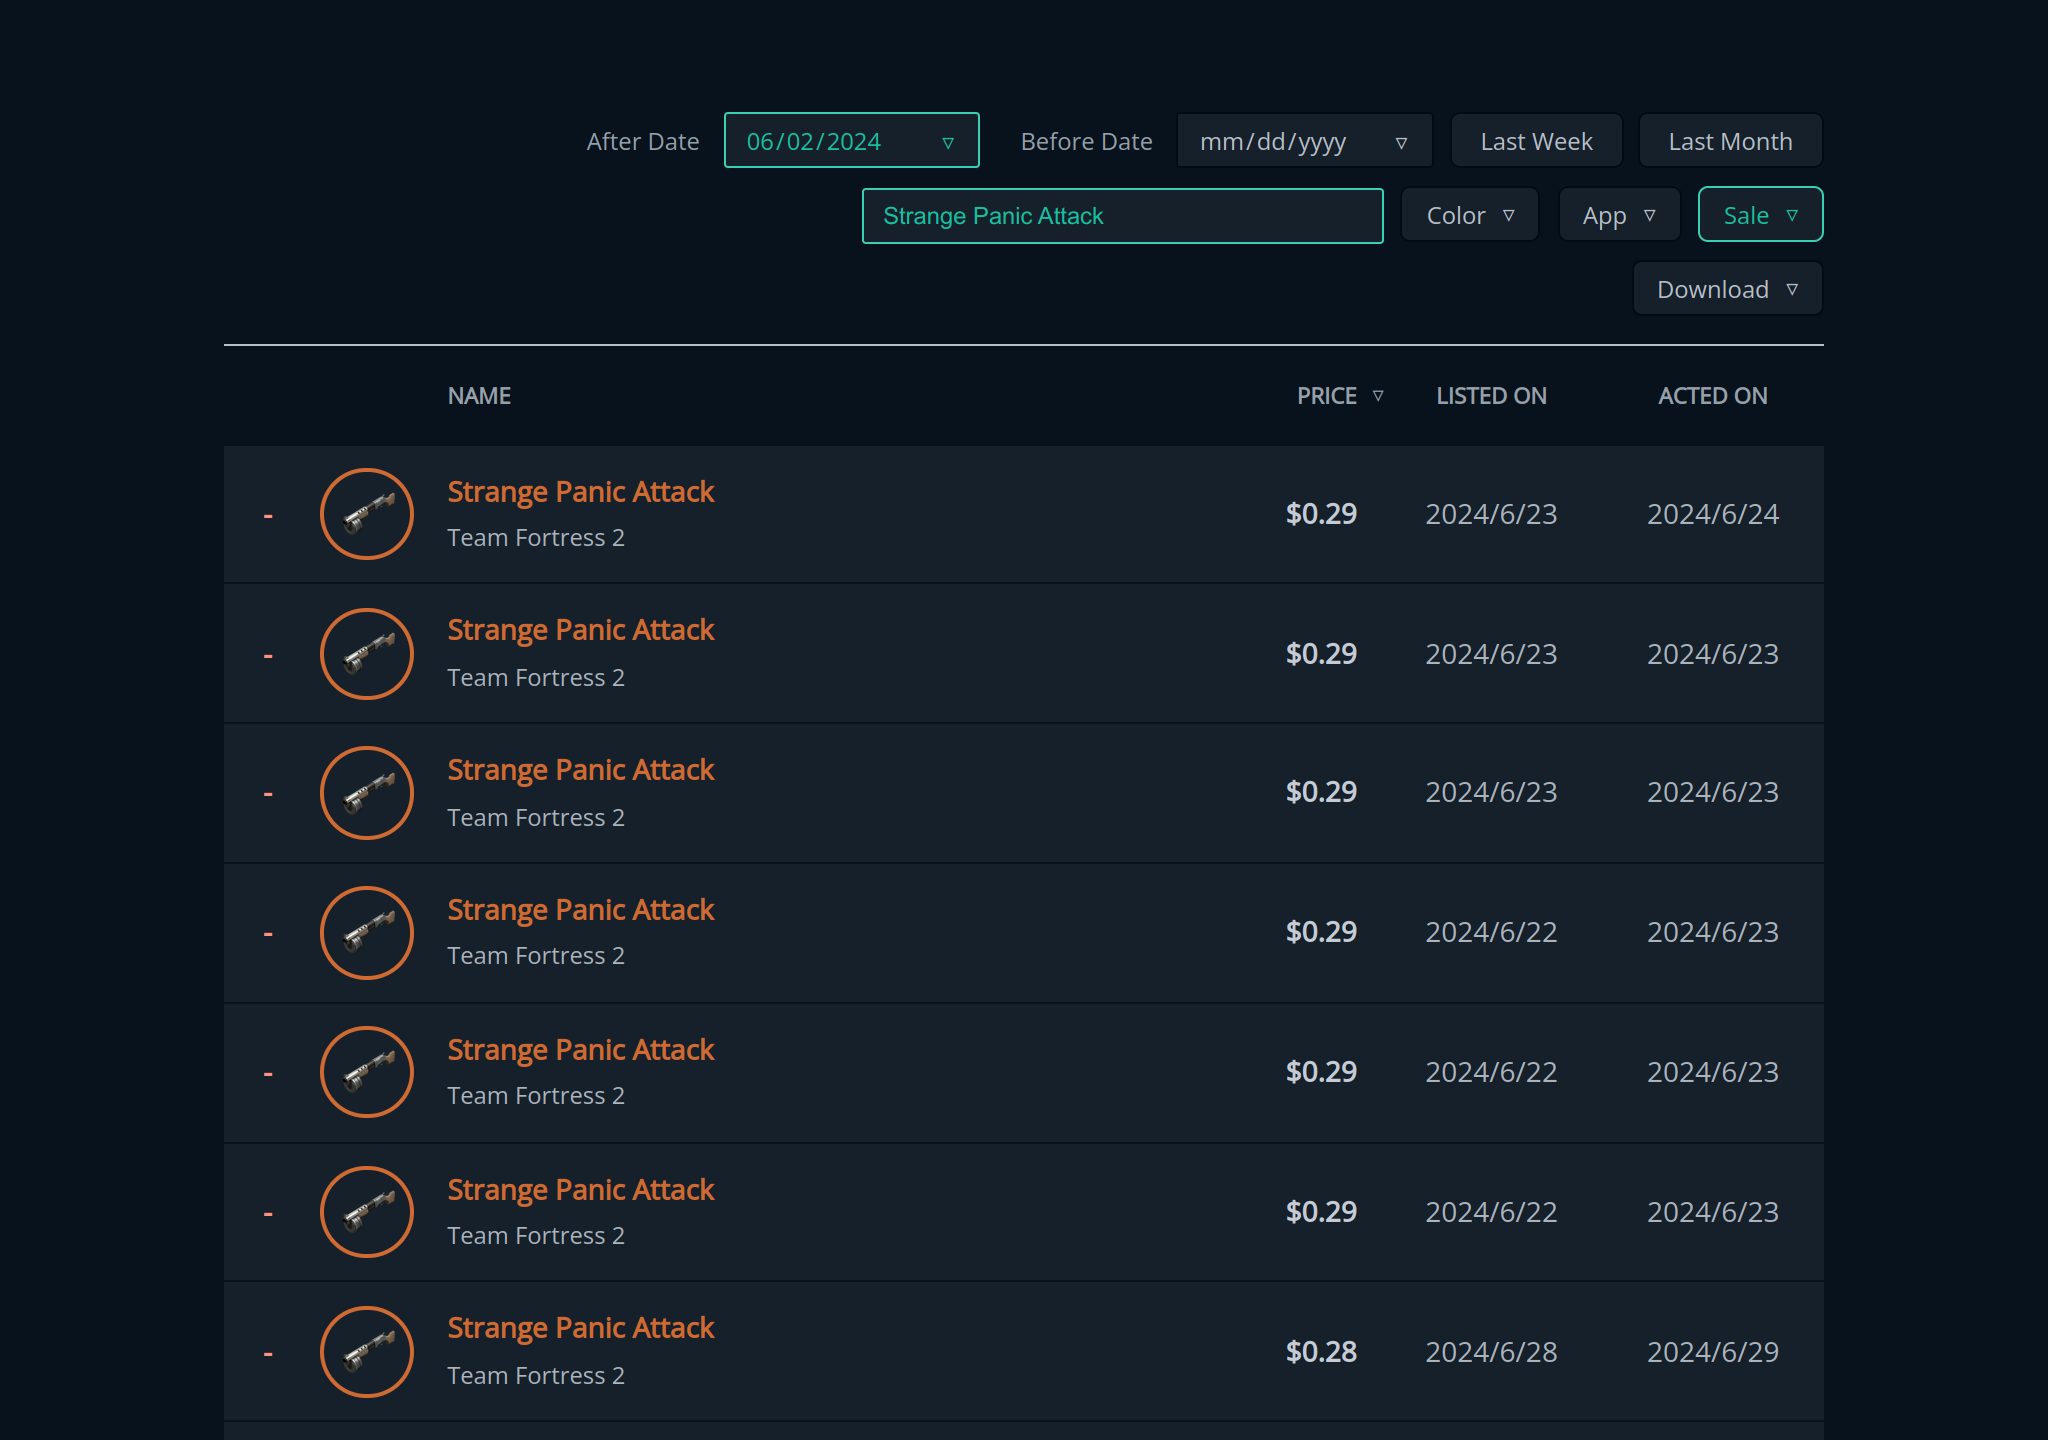 After Date 06/02/2024 Before Date mm/dd/yyyy Last Week Last Month
Strange Panic Attack Color App Sale
Download
NAME PRICE LISTED ON ACTED ON
Strange Panic Attack
Team Fortress 2
- $0.29 2024/6/23 2024/6/24
Strange Panic Attack
Team Fortress 2
- $0.29 2024/6/23 2024/6/23
Strange Panic Attack
Team Fortress 2
- $0.29 2024/6/23 2024/6/23
Strange Panic Attack
Team Fortress 2
- $0.29 2024/6/22 2024/6/23
Strange Panic Attack
Team Fortress 2
- $0.29 2024/6/22 2024/6/23
Strange Panic Attack
Team Fortress 2
- $0.29 2024/6/22 2024/6/23
Strange Panic Attack
Team Fortress 2
- $0.28 2024/6/28 2024/6/29